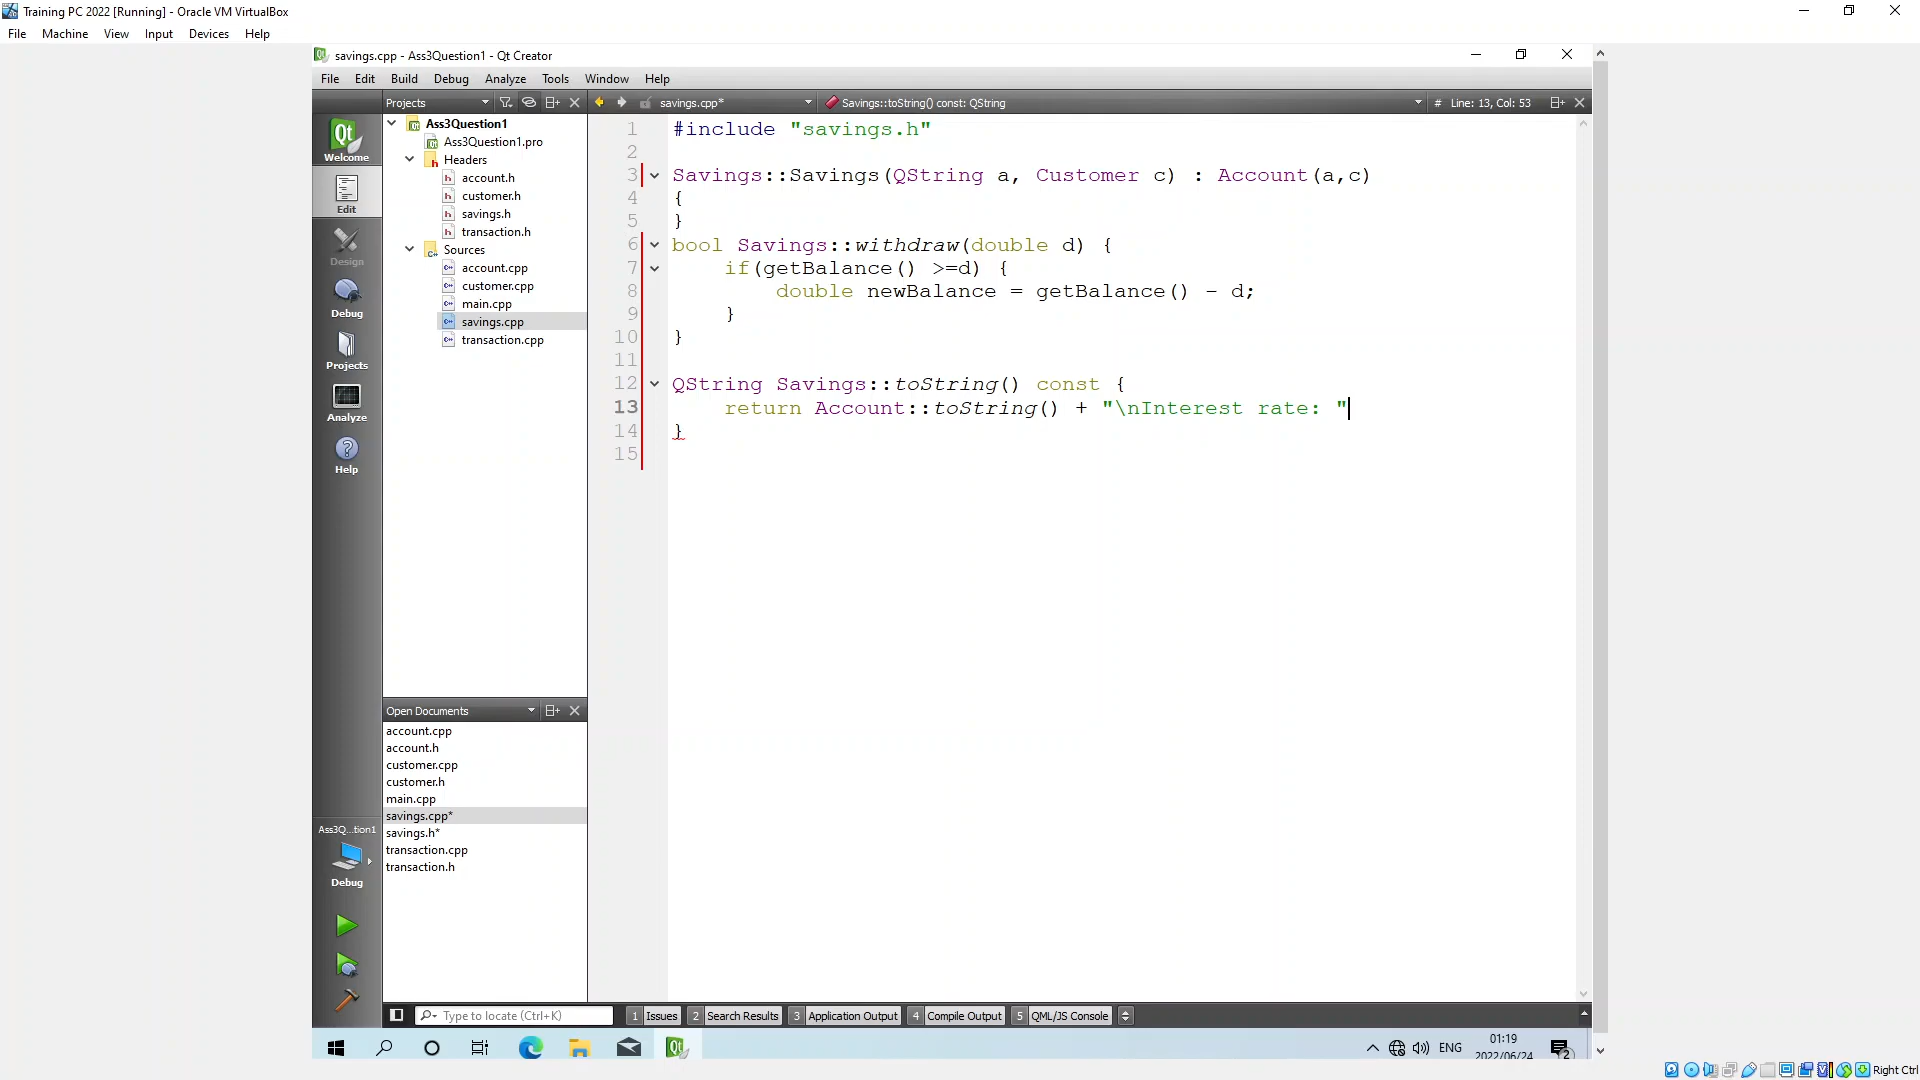 Training PC 2022 [Running] - Oracle VM VirtualBox
File Machine View Input Devices Help
savings.cpp - Ass3Question1 - Qt Creator
File Edit Build Debug Analyze Tools Window Help
Projects
savings.cpp*
Savings::toString() const: QString
# Line: 13, Col: 53
Welcome
Edit
Design
Debug
Projects
Analyze
Help
Ass3Question1
Ass3Question1.pro
Headers
account.h
customer.h
savings.h
transaction.h
Sources
account.cpp
customer.cpp
main.cpp
savings.cpp
transaction.cpp
1 #include "savings.h"
2
3 Savings::Savings(QString a, Customer c) : Account(a,c)
4 {
5 }
6 bool Savings::withdraw(double d) {
7 if(getBalance() >=d) {
8 double newBalance = getBalance() - d;
9 }
10 }
11
12 QString Savings::toString() const {
13 return Account::toString() + "\nInterest rate: "
14 }
15
Open Documents
account.cpp
account.h
customer.cpp
customer.h
main.cpp
savings.cpp*
savings.h*
transaction.cpp
transaction.h
Ass3Q...tion1
Debug
Type to locate (Ctrl+K)
1 Issues 2 Search Results 3 Application Output 4 Compile Output 5 QML/JS Console
ENG
01:19
2022/06/24
2
Right Ctrl